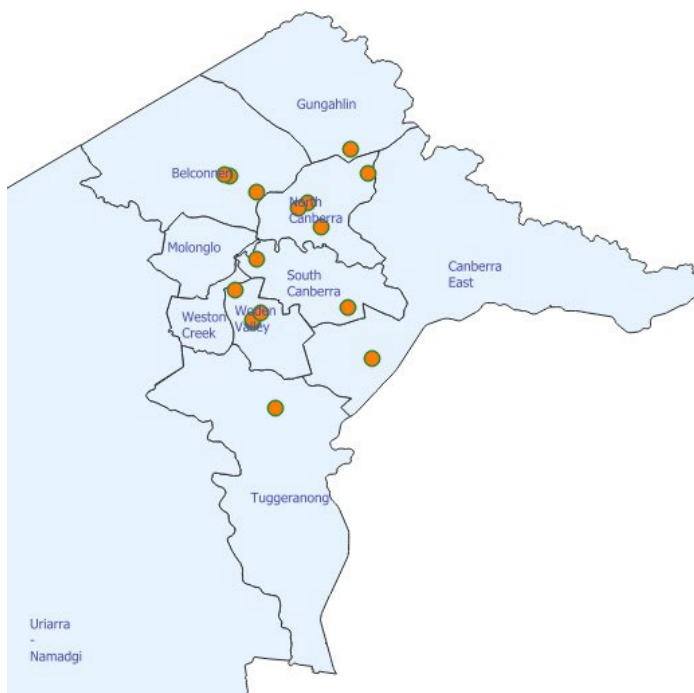 Gungahlin
Belconnen
North
Canberra
Molonglo
South
Canberra
Canberra
East
Weston
Creek
Woden
Valley
Tuggeranong
Uriarra
-
Namadgi